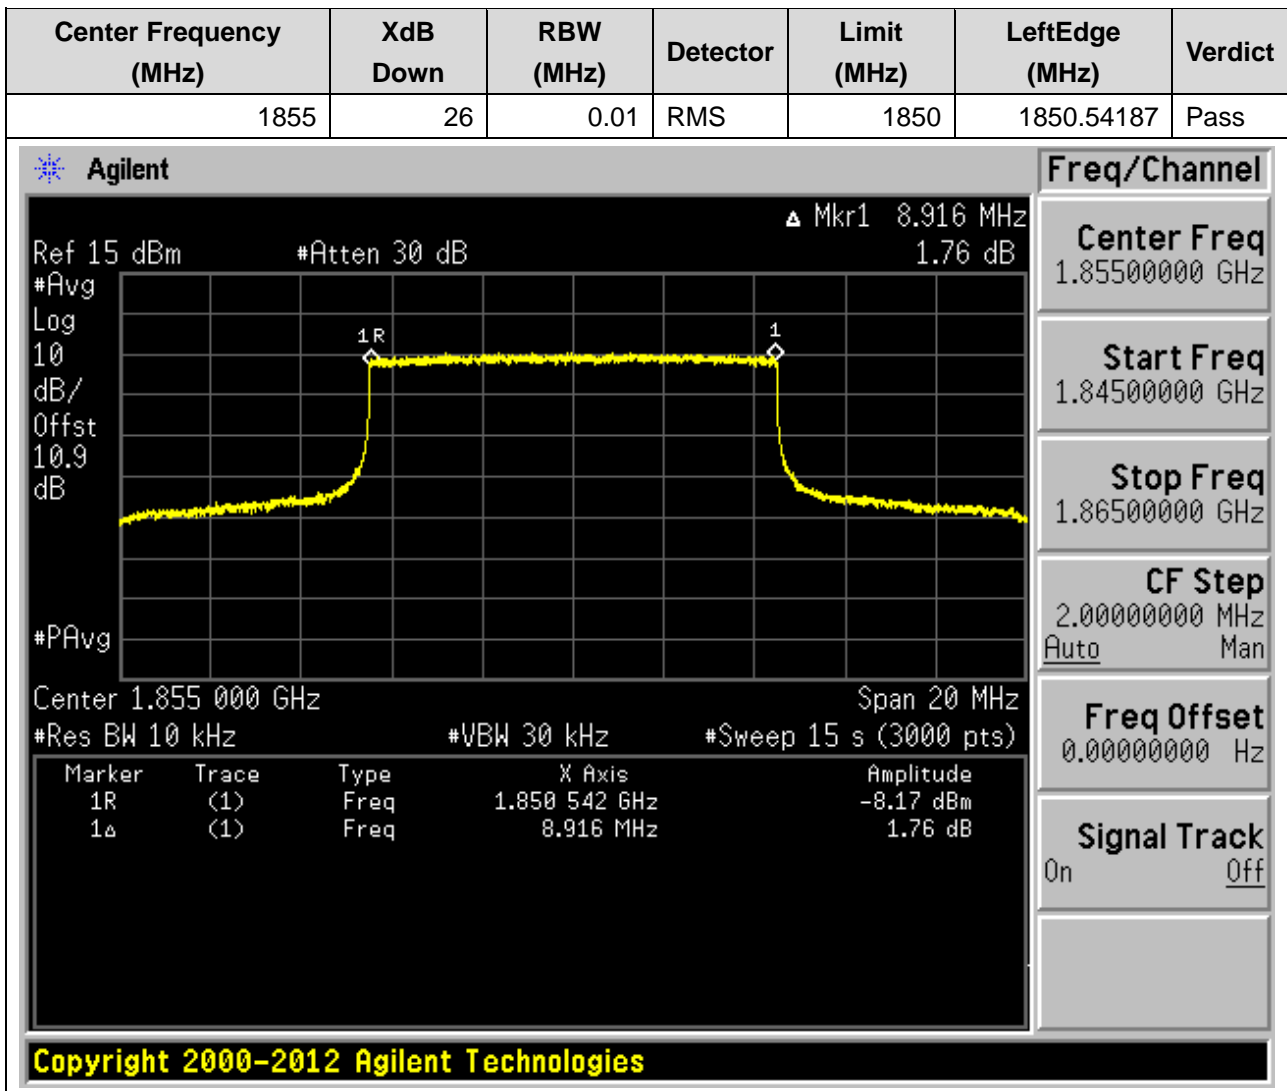 Center Frequency (MHz) XdB Down RBW (MHz) Detector Limit (MHz) LeftEdge (MHz) Verdict
1855 26 0.01 RMS 1850 1850.54187 Pass
Agilent
Freq/Channel
▵ Mkr1 8.916 MHz
Ref 15 dBm #Atten 30 dB 1.76 dB
#Avg
Log
10
dB/
Offst
10.9
dB
#PAvg
1R
1
Center 1.855 000 GHz Span 20 MHz
#Res BW 10 kHz #VBW 30 kHz #Sweep 15 s (3000 pts)
Marker Trace Type X Axis Amplitude
1R (1) Freq 1.850 542 GHz -8.17 dBm
1▵ (1) Freq 8.916 MHz 1.76 dB
Center Freq
1.85500000 GHz
Start Freq
1.84500000 GHz
Stop Freq
1.86500000 GHz
CF Step
2.00000000 MHz
Auto Man
Freq Offset
0.00000000 Hz
Signal Track
On Off
Copyright 2000-2012 Agilent Technologies